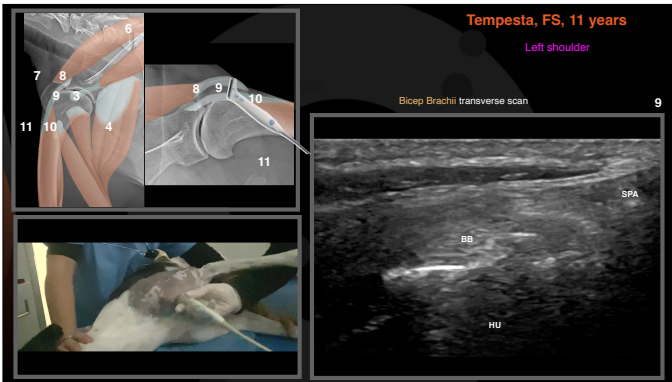 Tempesta, FS, 11 years
Left shoulder
Bicep Brachii transverse scan
9
6
7
8
9
3
11
10
4
8
9
10
11
SPA
BB
HU